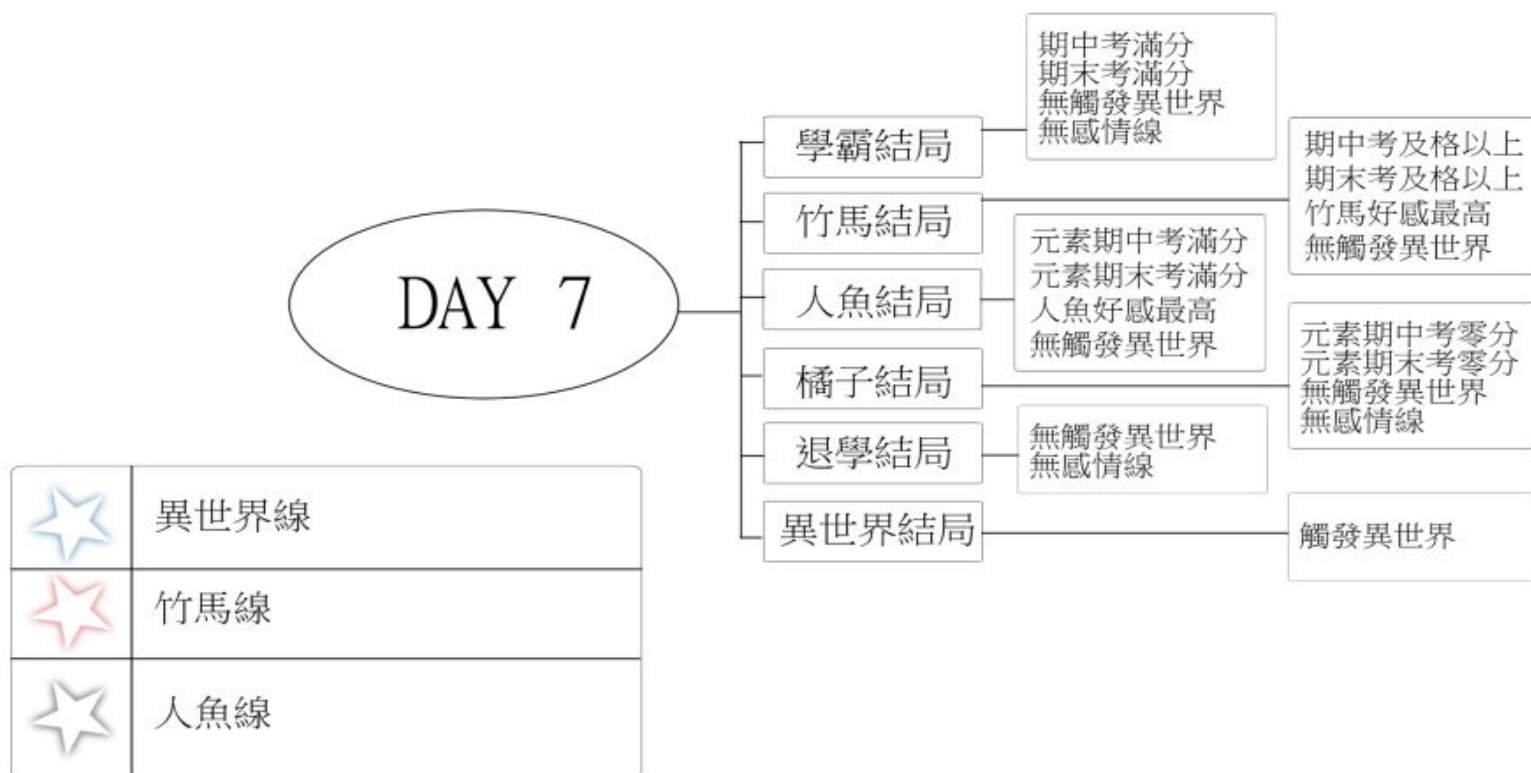 DAY 7
學霸結局
期中考滿分
期末考滿分
無觸發異世界
無感情線
竹馬結局
期中考及格以上
期末考及格以上
竹馬好感最高
無觸發異世界
人魚結局
元素期中考滿分
元素期末考滿分
人魚好感最高
無觸發異世界
橘子結局
元素期中考零分
元素期末考零分
無觸發異世界
無感情線
退學結局
無觸發異世界
無感情線
異世界結局
觸發異世界
異世界線
竹馬線
人魚線